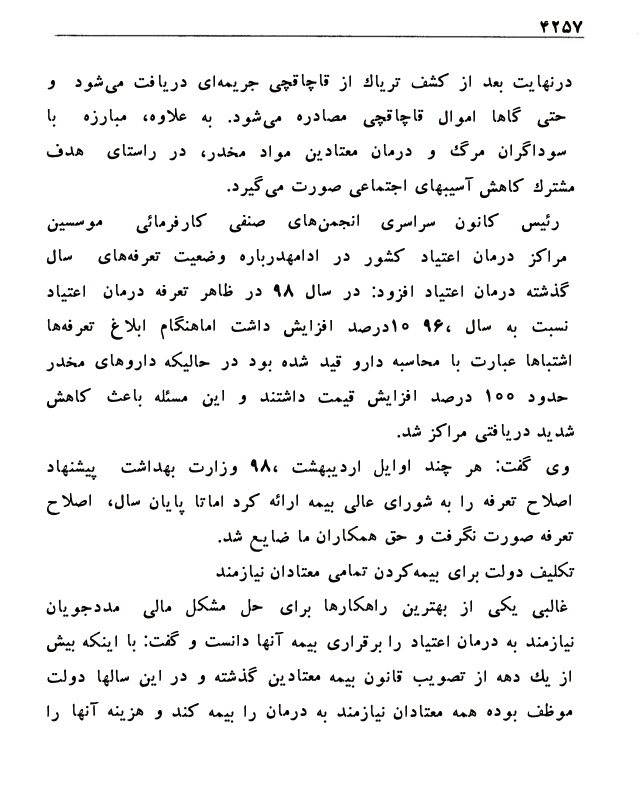 ۴۲۵۷
درنهایت بعد از کشف تریاك از قاچاقچی جریمه‌ای دریافت می‌شود و
حتی گاها اموال قاچاقچی مصادره می‌شود. به علاوه، مبارزه با
سوداگران مرگ و درمان معتادین مواد مخدر، در راستای هدف
مشترك کاهش آسیبهای اجتماعی صورت می‌گیرد.
رئیس کانون سراسری انجمن‌های صنفی کارفرمائی موسسین
مراکز درمان اعتیاد کشور در ادامهدرباره وضعیت تعرفه‌های سال
گذشته درمان اعتیاد افزود: در سال ۹۸ در ظاهر تعرفه درمان اعتیاد
نسبت به سال ،۹۶ ۱۰درصد افزایش داشت اماهنگام ابلاغ تعرفه‌ها
اشتباها عبارت با محاسبه دارو قید شده بود در حالیکه داروهای مخدر
حدود ۱۰۰ درصد افزایش قیمت داشتند و این مسئله باعث کاهش
شدید دریافتی مراکز شد.
وی گفت: هر چند اوایل اردیبهشت ،۹۸ وزارت بهداشت پیشنهاد
اصلاح تعرفه را به شورای عالی بیمه ارائه کرد اماتا پایان سال، اصلاح
تعرفه صورت نگرفت و حق همکاران ما ضایع شد.
تکلیف دولت برای بیمه‌کردن تمامی معتادان نیازمند
غالبی یکی از بهترین راهکارها برای حل مشکل مالی مددجویان
نیازمند به درمان اعتیاد را برقراری بیمه آنها دانست و گفت: با اینکه بیش
از یك دهه از تصویب قانون بیمه معتادین گذشته و در این سالها دولت
موظف بوده همه معتادان نیازمند به درمان را بیمه کند و هزینه آنها را